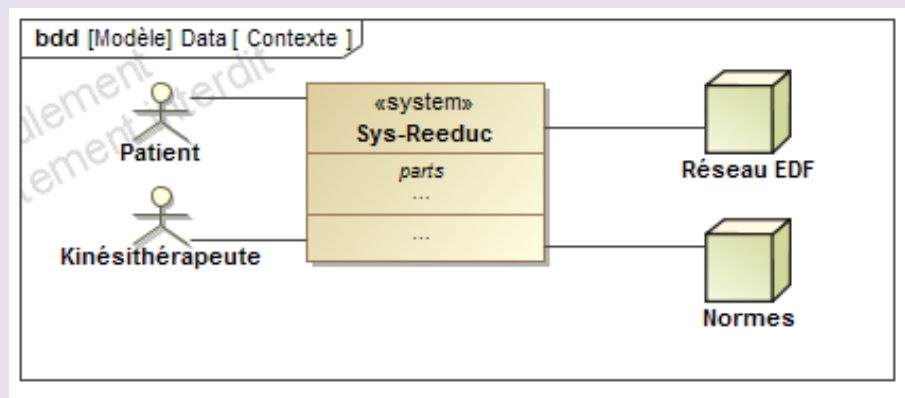 bdd [Modèle] Data [ Contexte ]
«system»
Sys-Reeduc
parts
...
...
Patient
Kinésithérapeute
Réseau EDF
Normes